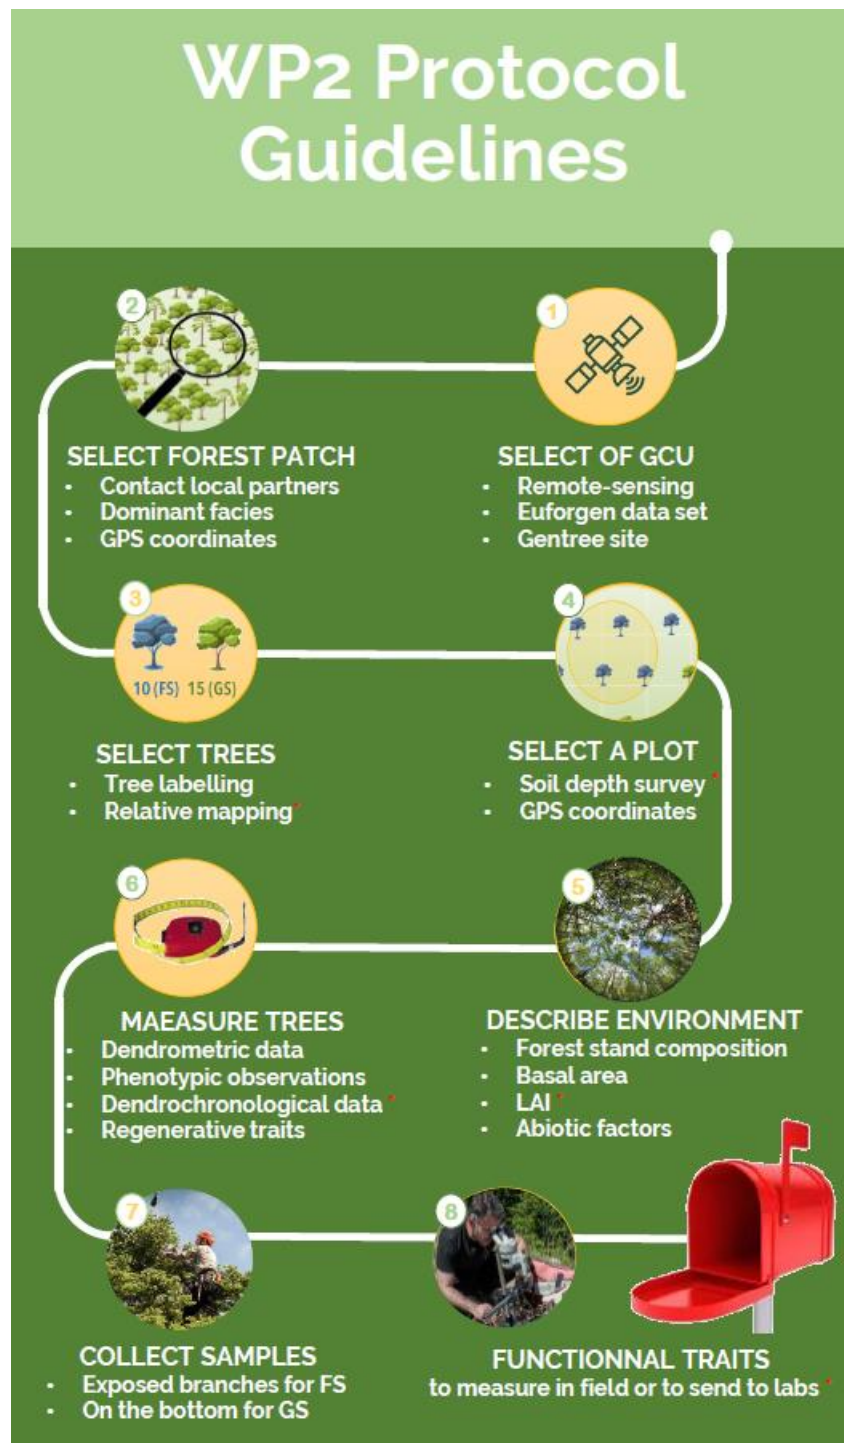 WP2 Protocol
Guidelines
1
SELECT OF GCU
• Remote-sensing
• Euforgen data set
• Gentree site
2
SELECT FOREST PATCH
• Contact local partners
• Dominant facies
• GPS coordinates
3
10 (FS) 15 (GS)
SELECT TREES
• Tree labelling
• Relative mapping*
4
SELECT A PLOT
• Soil depth survey *
• GPS coordinates
5
DESCRIBE ENVIRONMENT
• Forest stand composition
• Basal area
• LAI *
• Abiotic factors
6
MAEASURE TREES
• Dendrometric data
• Phenotypic observations
• Dendrochronological data *
• Regenerative traits
7
COLLECT SAMPLES
• Exposed branches for FS
• On the bottom for GS
8
FUNCTIONNAL TRAITS
to measure in field or to send to labs *